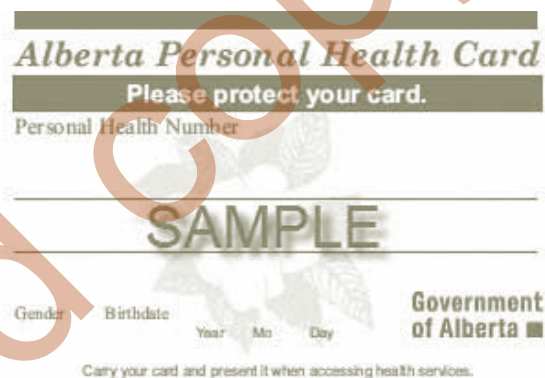 Alberta Personal Health Card
Please protect your card.
Personal Health Number
SAMPLE
Gender Birthdate
Year Mo Day
Government
of Alberta
Carry your card and present it when accessing health services.
d copy